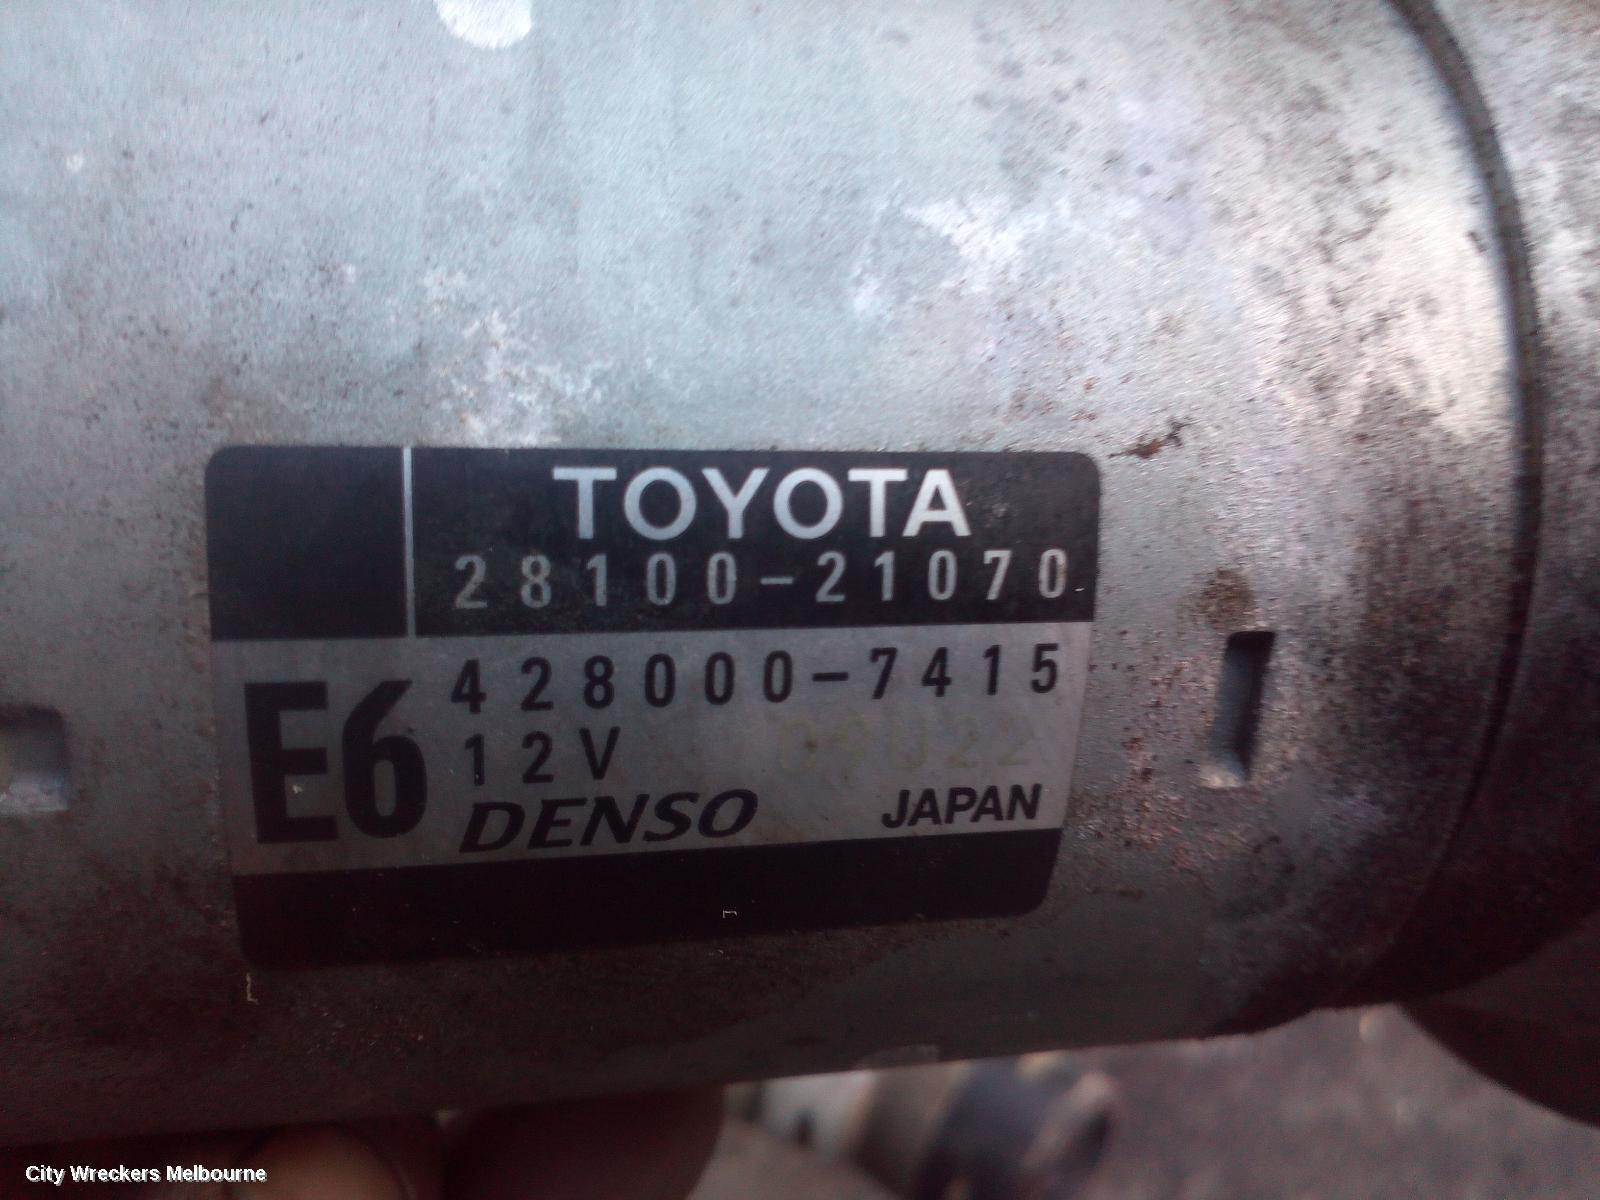 TOYOTA
28100-21070
E6
428000-7415
12V
DENSO JAPAN
City Wreckers Melbourne